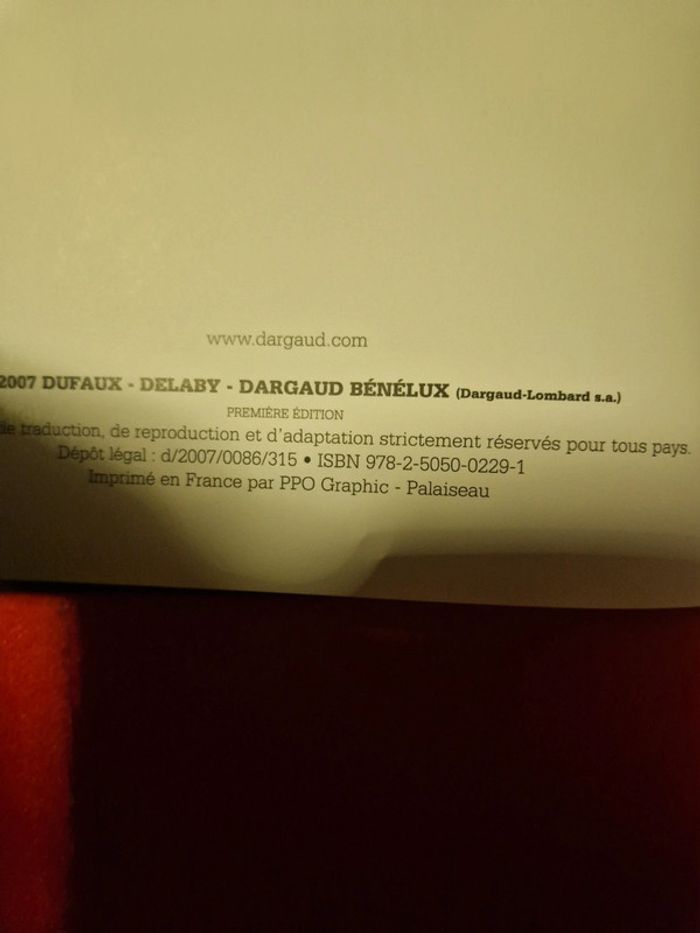 www.dargaud.com
2007 DUFAUX - DELABY - DARGAUD BÉNÉLUX (Dargaud-Lombard s.a.)
PREMIÈRE ÉDITION
de traduction, de reproduction et d'adaptation strictement réservés pour tous pays.
Dépôt légal : d/2007/0086/315 • ISBN 978-2-5050-0229-1
Imprimé en France par PPO Graphic - Palaiseau